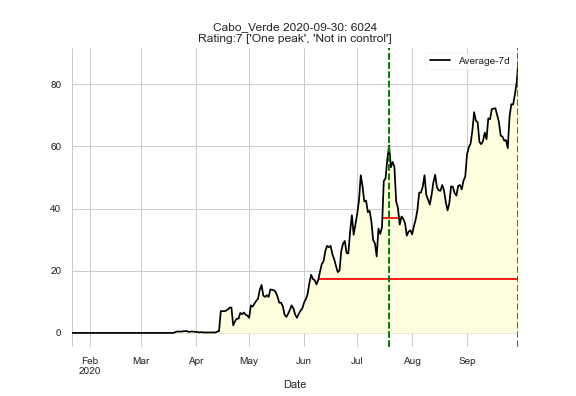 Cabo_Verde 2020-09-30: 6024
Rating:7 ['One peak', 'Not in control']
Average-7d
80
60
40
20
0
Feb
2020
Mar
Apr
May
Jun
Jul
Aug
Sep
Date